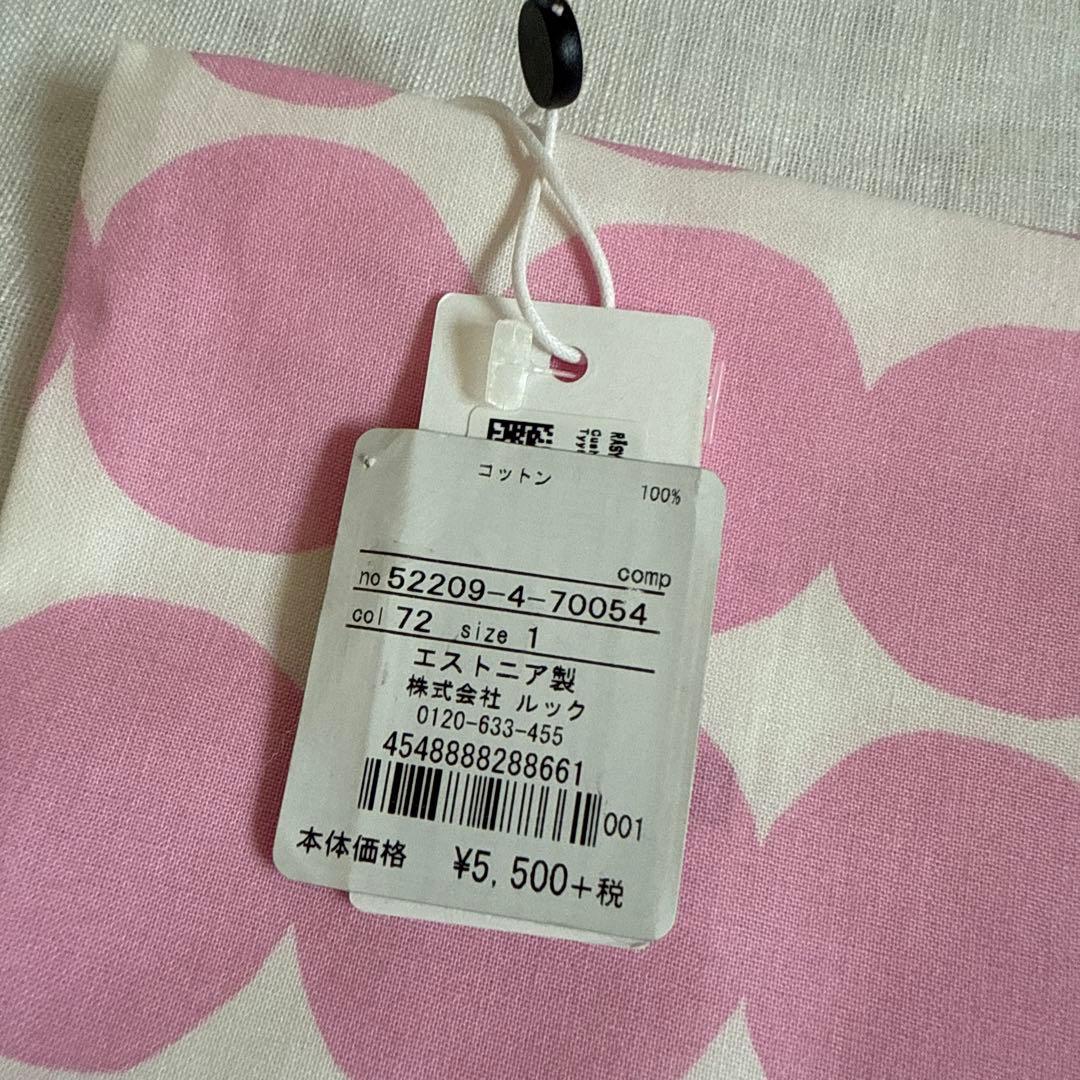 コットン 100%
comp
no 52209-4-70054
col 72 size 1
エストニア製
株式会社 ルック
0120-633-455
4548888288661
001
本体価格 ¥5,500+税